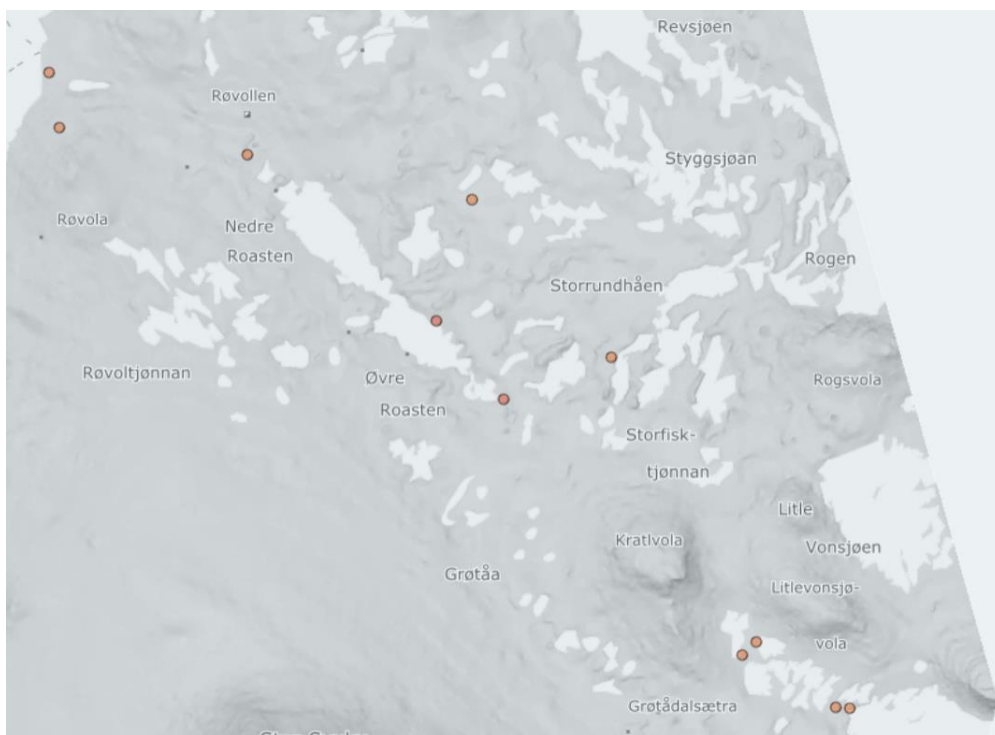 Revsjøen
Røvollen
Styggsjøan
Røvola
Nedre
Roasten
Rogen
Storrundhåen
Røvoltjønnan
Øvre
Roasten
Rogsvola
Storfisk-
tjønnan
Litle
Vonsjøen
Kratlvola
Grøtåa
Litlevonsjø-
vola
Grøtådalsætra